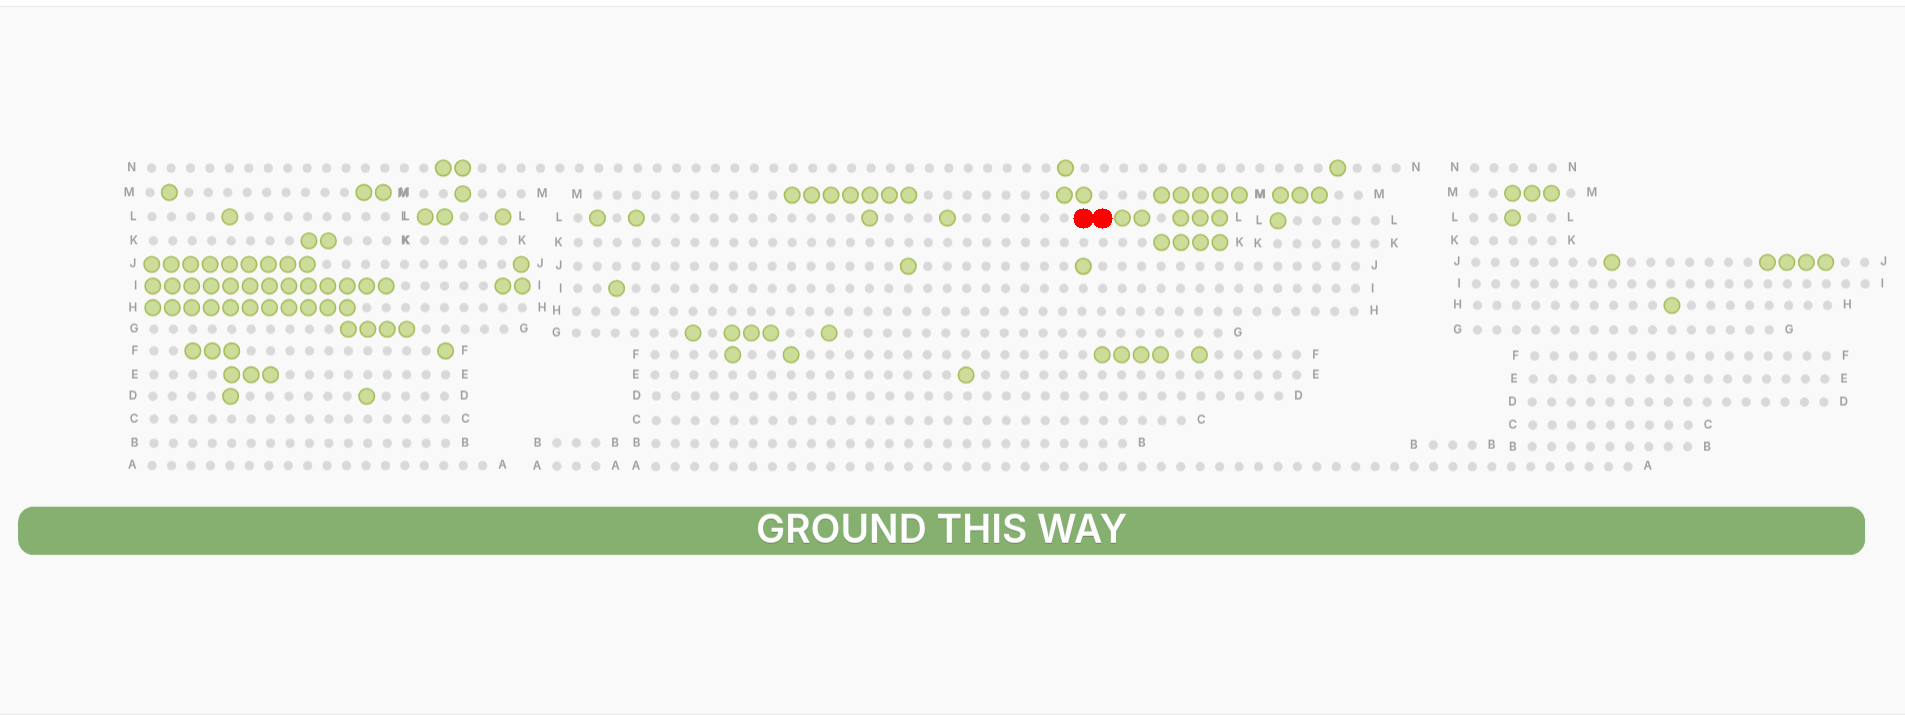 N N N N
M M M M M M M
L L L L L L L L
K K K K K K K
J J J J J J
I I I I I I
H H H H H H
G G G G G G
F F F F F F
E E E E E E
D D D D D D
C C C C C C
B B B B B B B B B B
A A A A A A
GROUND THIS WAY